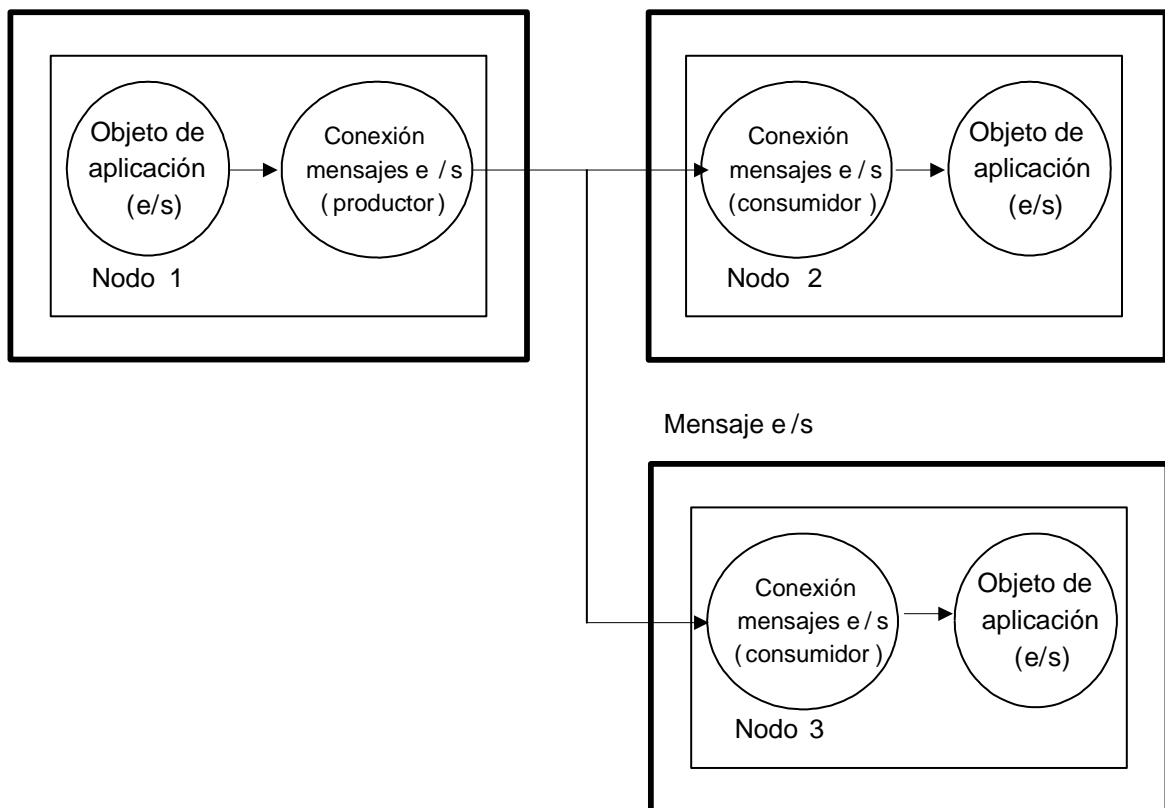 Objeto de
aplicación
(e/s)
Conexión
mensajes e / s
( productor )
Nodo 1
Conexión
mensajes e / s
(consumidor )
Objeto de
aplicación
(e/s)
Nodo 2
Mensaje e /s
Conexión
mensajes e / s
( consumidor )
Objeto de
aplicación
(e/s)
Nodo 3